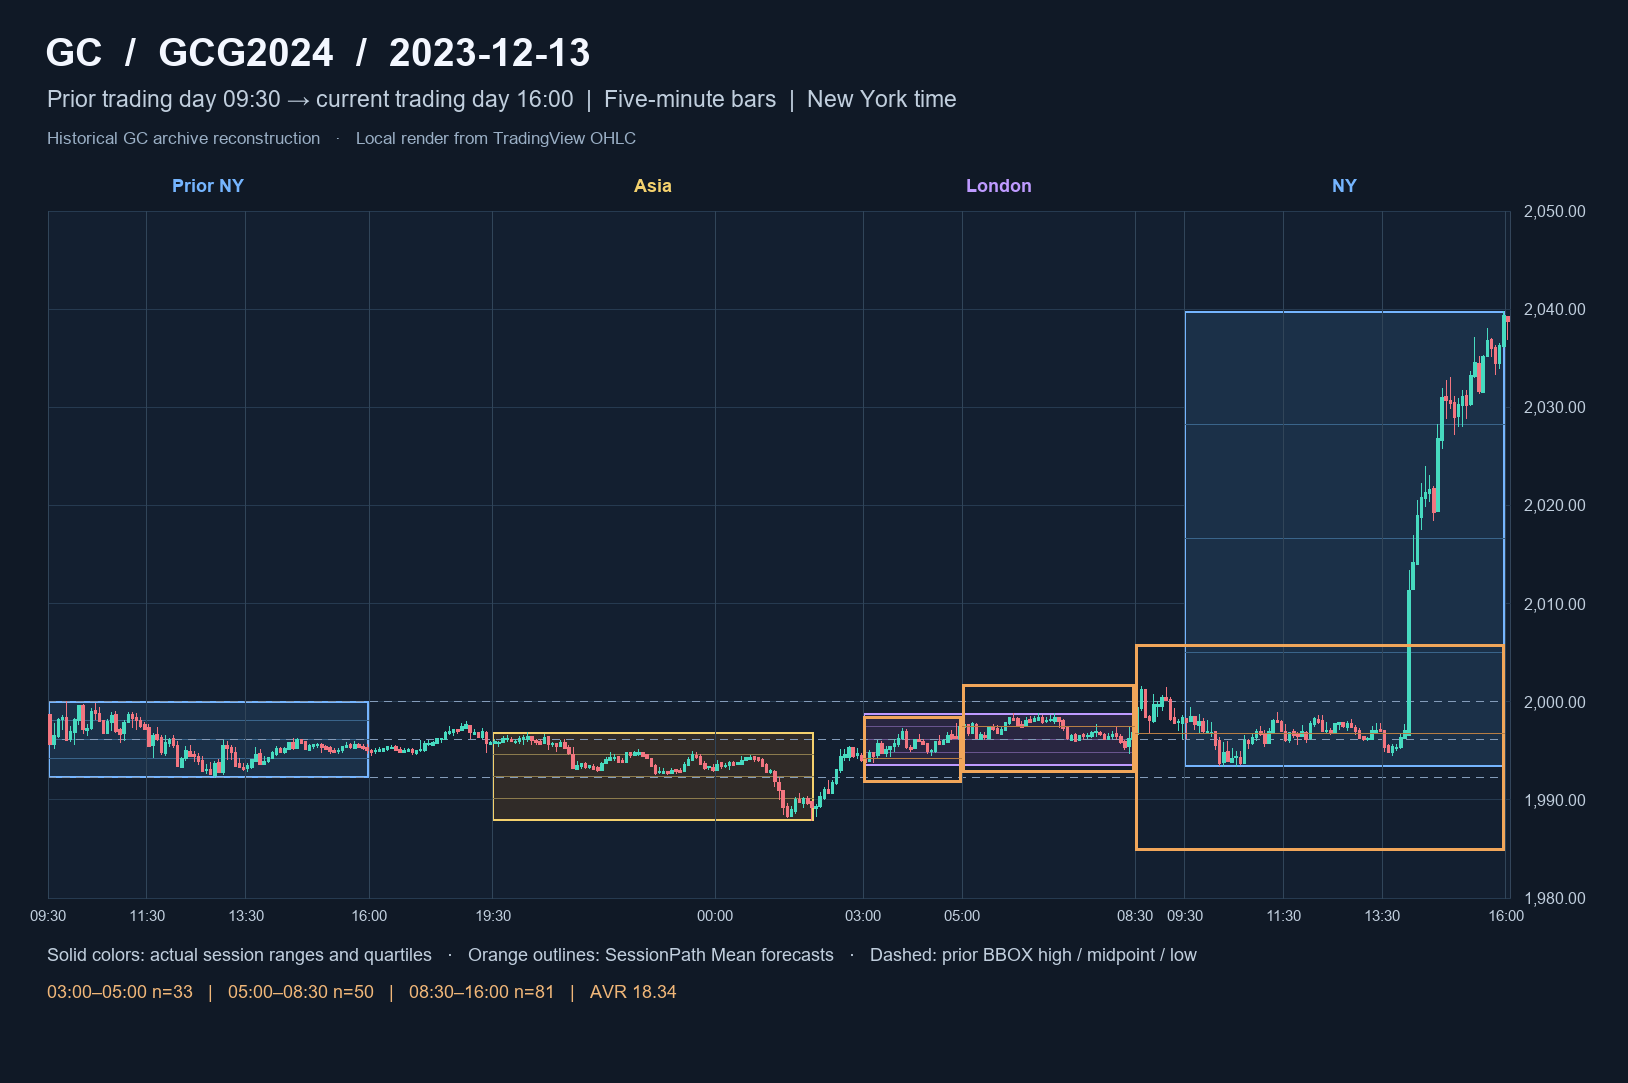 GC / GCG2024 / 2023-12-13
Prior trading day 09:30 → current trading day 16:00 | Five-minute bars | New York time
Historical GC archive reconstruction · Local render from TradingView OHLC
Prior NY Asia London NY
2,050.00
2,040.00
2,030.00
2,020.00
2,010.00
2,000.00
1,990.00
1,980.00
09:30 11:30 13:30 16:00 19:30 00:00 03:00 05:00 08:30 09:30 11:30 13:30 16:00
Solid colors: actual session ranges and quartiles · Orange outlines: SessionPath Mean forecasts · Dashed: prior BBOX high / midpoint / low
03:00–05:00 n=33 | 05:00–08:30 n=50 | 08:30–16:00 n=81 | AVR 18.34